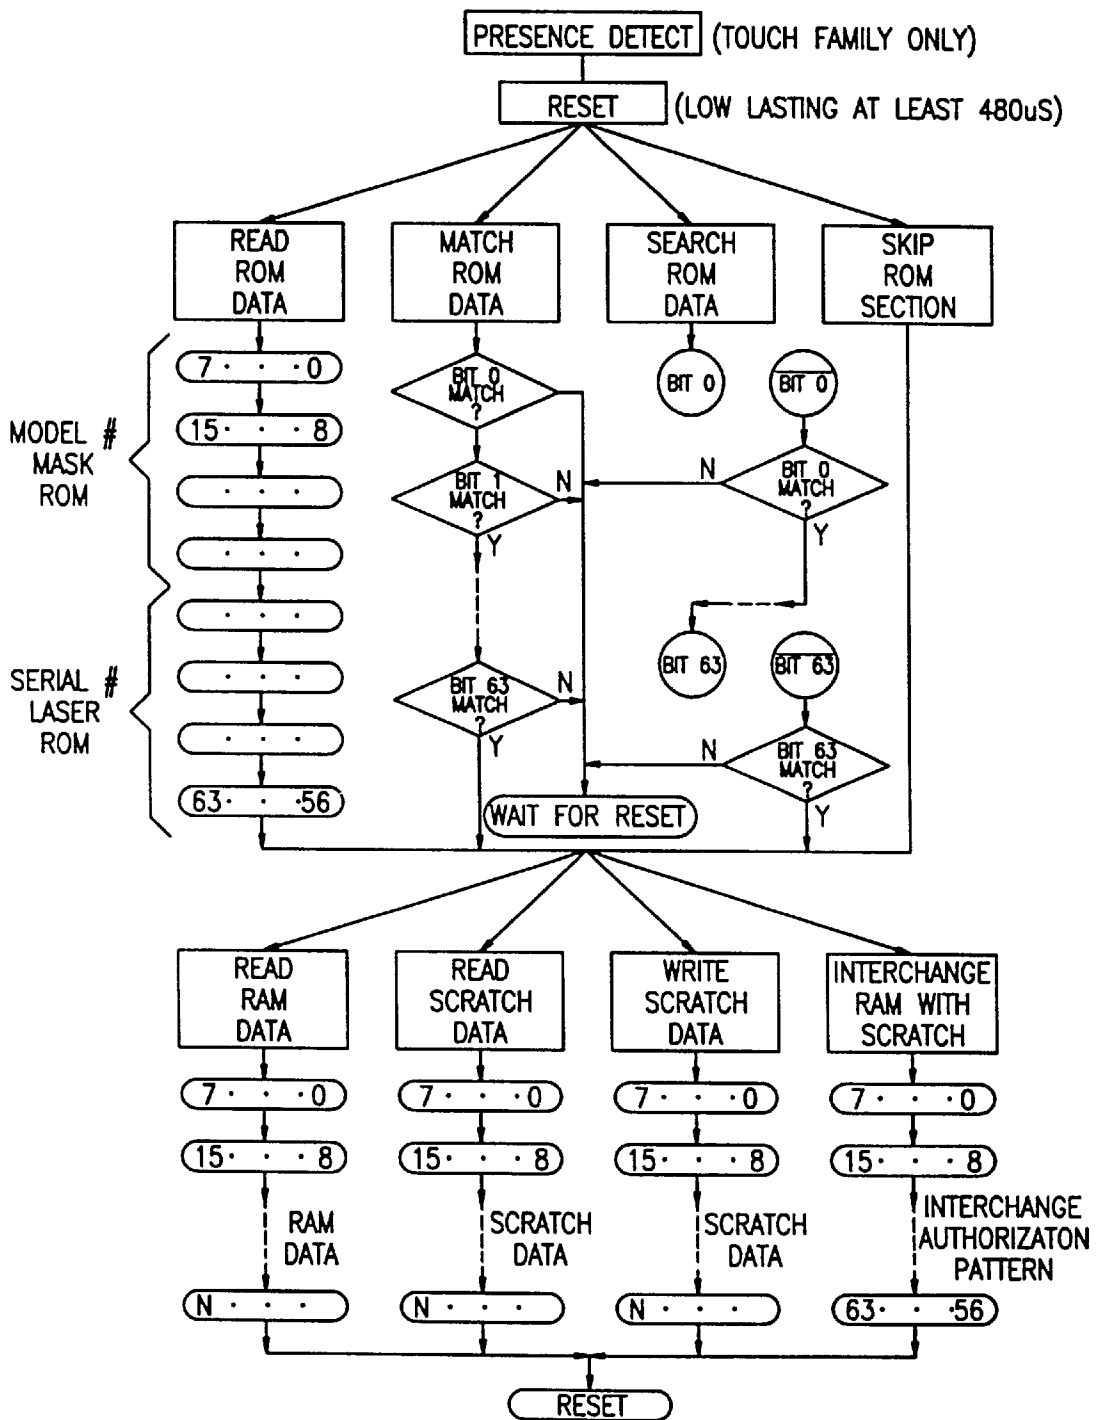 PRESENCE DETECT (TOUCH FAMILY ONLY)
RESET (LOW LASTING AT LEAST 480uS)
READ
ROM
DATA
MATCH
ROM
DATA
SEARCH
ROM
DATA
SKIP
ROM
SECTION
MODEL #
MASK
ROM
7 · · · 0
15 · · · 8
· · ·
· · ·
SERIAL #
LASER
ROM
· · ·
· · ·
· · ·
63 · · · 56
BIT 0
MATCH
?
BIT 1
MATCH
?
N
Y
BIT 63
MATCH
?
N
Y
BIT 0
BIT 0
BIT 0
MATCH
?
N
Y
BIT 63
BIT 63
BIT 63
MATCH
?
N
Y
WAIT FOR RESET
READ
RAM
DATA
READ
SCRATCH
DATA
WRITE
SCRATCH
DATA
INTERCHANGE
RAM WITH
SCRATCH
7 · · · 0
15 · · · 8
RAM
DATA
N · · ·
7 · · · 0
15 · · · 8
SCRATCH
DATA
N · · ·
7 · · · 0
15 · · · 8
SCRATCH
DATA
N · · ·
7 · · · 0
15 · · · 8
INTERCHANGE
AUTHORIZATON
PATTERN
63 · · · 56
RESET